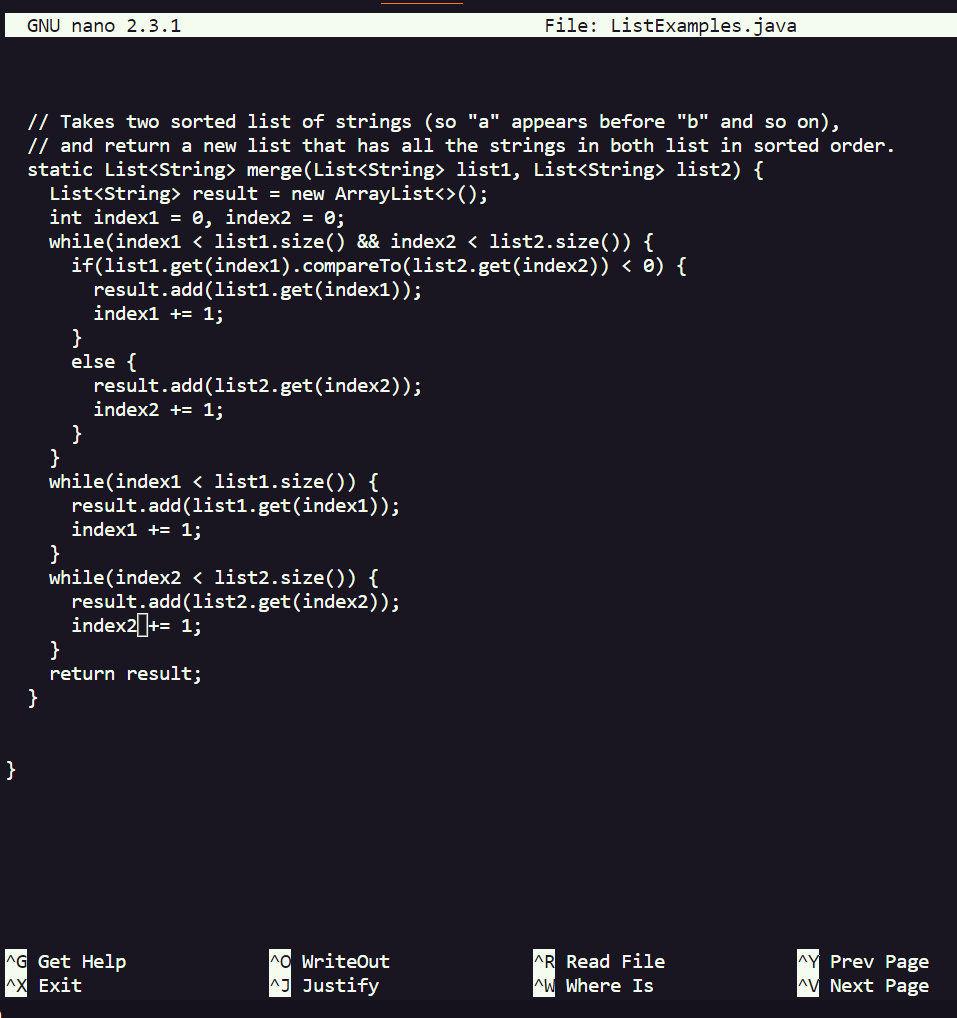 GNU nano 2.3.1 File: ListExamples.java
// Takes two sorted list of strings (so "a" appears before "b" and so on),
// and return a new list that has all the strings in both list in sorted order.
static List<String> merge(List<String> list1, List<String> list2) {
List<String> result = new ArrayList<>();
int index1 = 0, index2 = 0;
while(index1 < list1.size() && index2 < list2.size()) {
if(list1.get(index1).compareTo(list2.get(index2)) < 0) {
result.add(list1.get(index1));
index1 += 1;
}
else {
result.add(list2.get(index2));
index2 += 1;
}
}
while(index1 < list1.size()) {
result.add(list1.get(index1));
index1 += 1;
}
while(index2 < list2.size()) {
result.add(list2.get(index2));
index2 += 1;
}
return result;
}
}
^G Get Help ^O WriteOut ^R Read File ^Y Prev Page
^X Exit ^J Justify ^W Where Is ^V Next Page